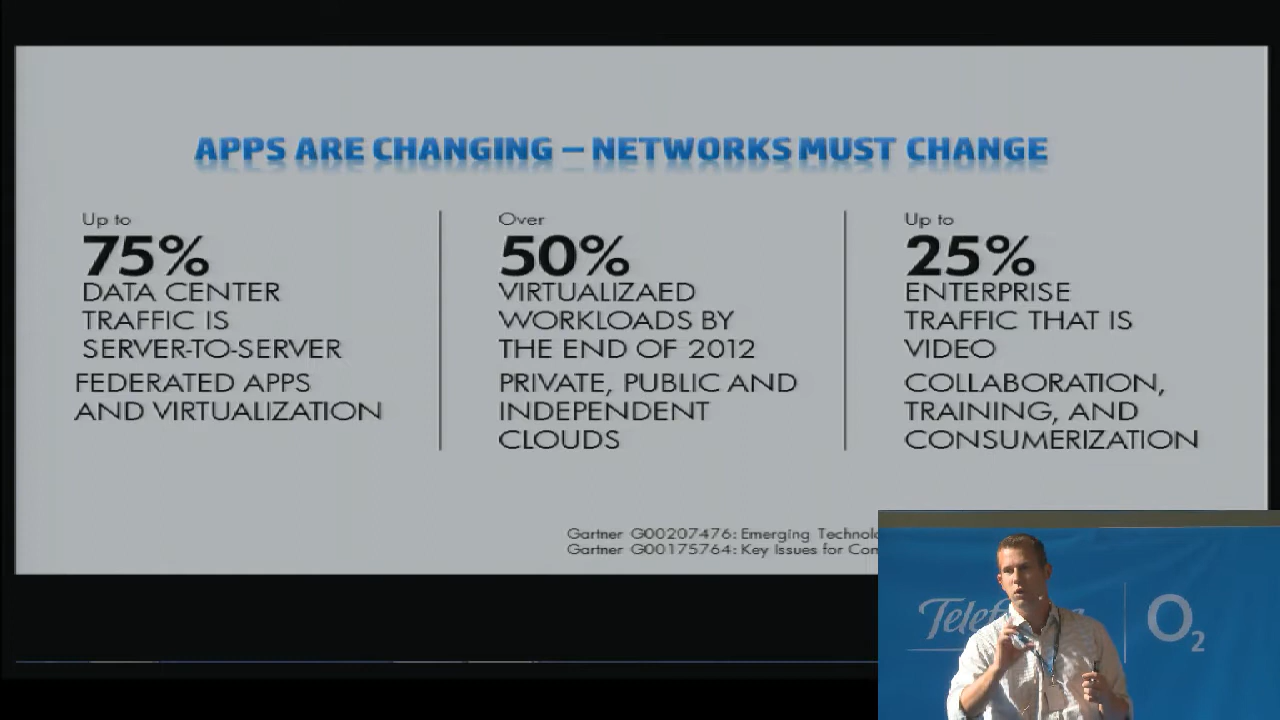 APPS ARE CHANGING – NETWORKS MUST CHANGE
Up to
75%
DATA CENTER
TRAFFIC IS
SERVER-TO-SERVER
FEDERATED APPS
AND VIRTUALIZATION
Over
50%
VIRTUALIZAED
WORKLOADS BY
THE END OF 2012
PRIVATE, PUBLIC AND
INDEPENDENT
CLOUDS
Up to
25%
ENTERPRISE
TRAFFIC THAT IS
VIDEO
COLLABORATION,
TRAINING, AND
CONSUMERIZATION
Gartner G00207476: Emerging
Gartner G00175764: Key Issues for
O2